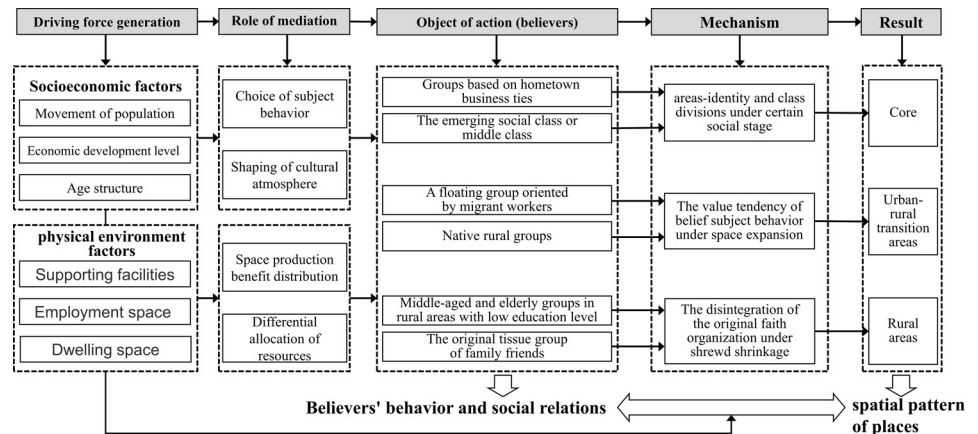 Driving force generation
Role of mediation
Object of action (believers)
Mechanism
Result
Socioeconomic factors
Movement of population
Economic development level
Age structure
physical environment
factors
Supporting facilities
Employment space
Dwelling space
Choice of subject
behavior
Shaping of cultural
atmosphere
Space production
benefit distribution
Differential
allocation of
resources
Groups based on hometown
business ties
The emerging social class or
middle class
A floating group oriented
by migrant workers
Native rural groups
Middle-aged and elderly groups in
rural areas with low education level
The original tissue group
of family friends
areas-identity and class
divisions under certain
social stage
The value tendency of
belief subject behavior
under space expansion
The disintegration of
the original faith
organization under
shrewd shrinkage
Core
Urban-
rural
transition
areas
Rural
areas
Believers' behavior and social relations
spatial pattern
of places